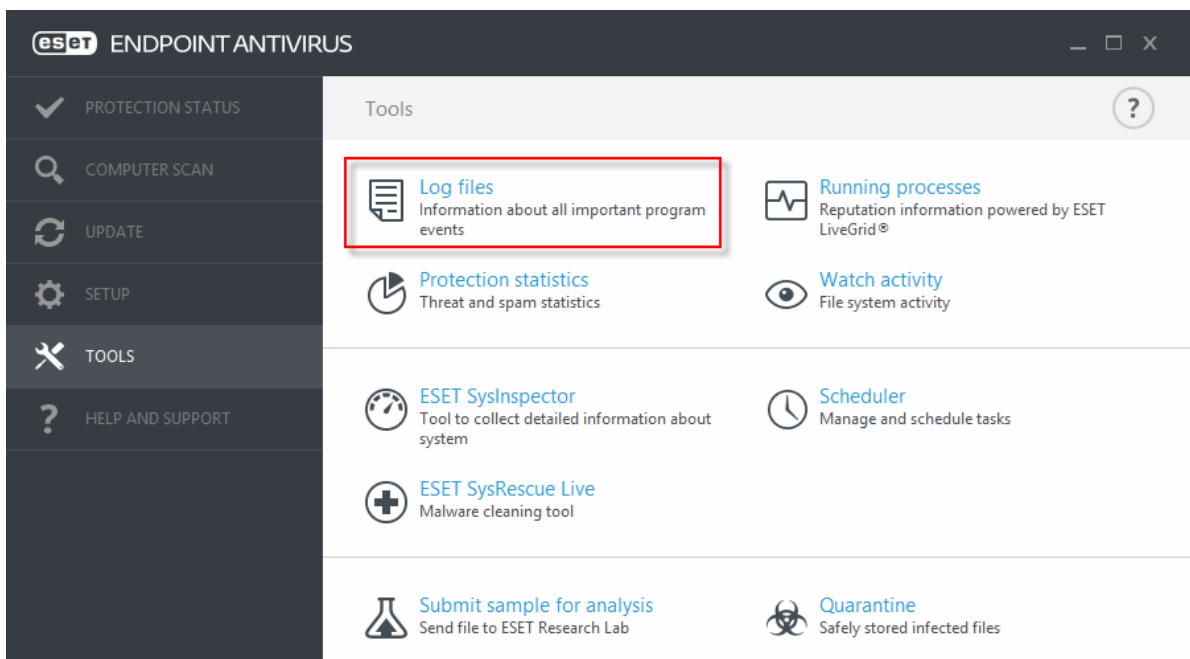 eset ENDPOINT ANTIVIRUS
PROTECTION STATUS
COMPUTER SCAN
UPDATE
SETUP
TOOLS
HELP AND SUPPORT
Tools
?
Log files
Information about all important program
events
Running processes
Reputation information powered by ESET
LiveGrid®
Protection statistics
Threat and spam statistics
Watch activity
File system activity
ESET SysInspector
Tool to collect detailed information about
system
Scheduler
Manage and schedule tasks
ESET SysRescue Live
Malware cleaning tool
Submit sample for analysis
Send file to ESET Research Lab
Quarantine
Safely stored infected files